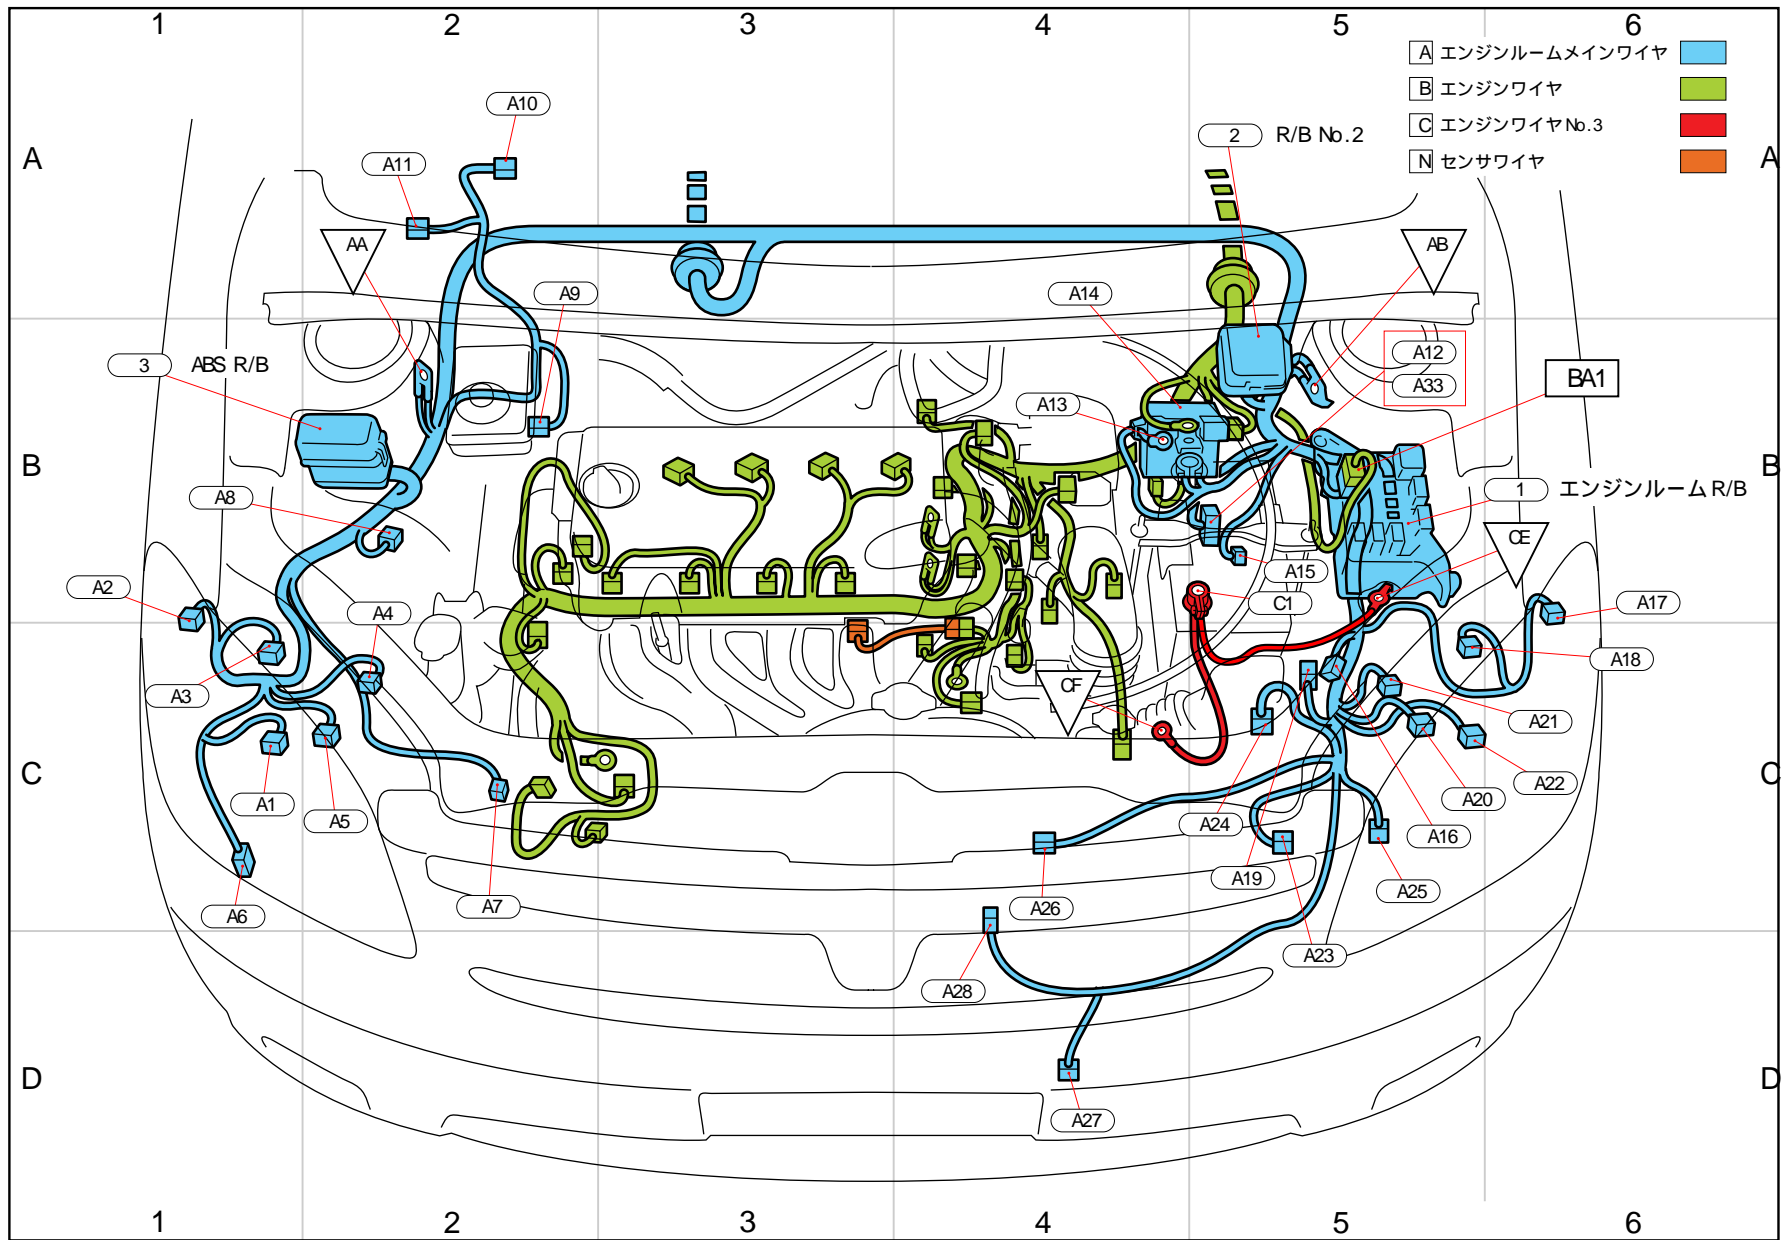 1 2 3 4 5 6
A エンジンルームメインワイヤ
B エンジンワイヤ
C エンジンワイヤNo.3
N センサワイヤ
A10
2 R/B No.2
A A11 A
AA AB
A9 A14
3 ABS R/B
A12
A33
BA1
A13
B B
A8
1 エンジンルームR/B
CE
A15
A2 A4 C1 A17
A18
A3 CF
A21
C C
A1 A5 A24 A20 A22
A16
A19 A25
A6 A7 A26
A23
A28
D D
A27
1 2 3 4 5 6